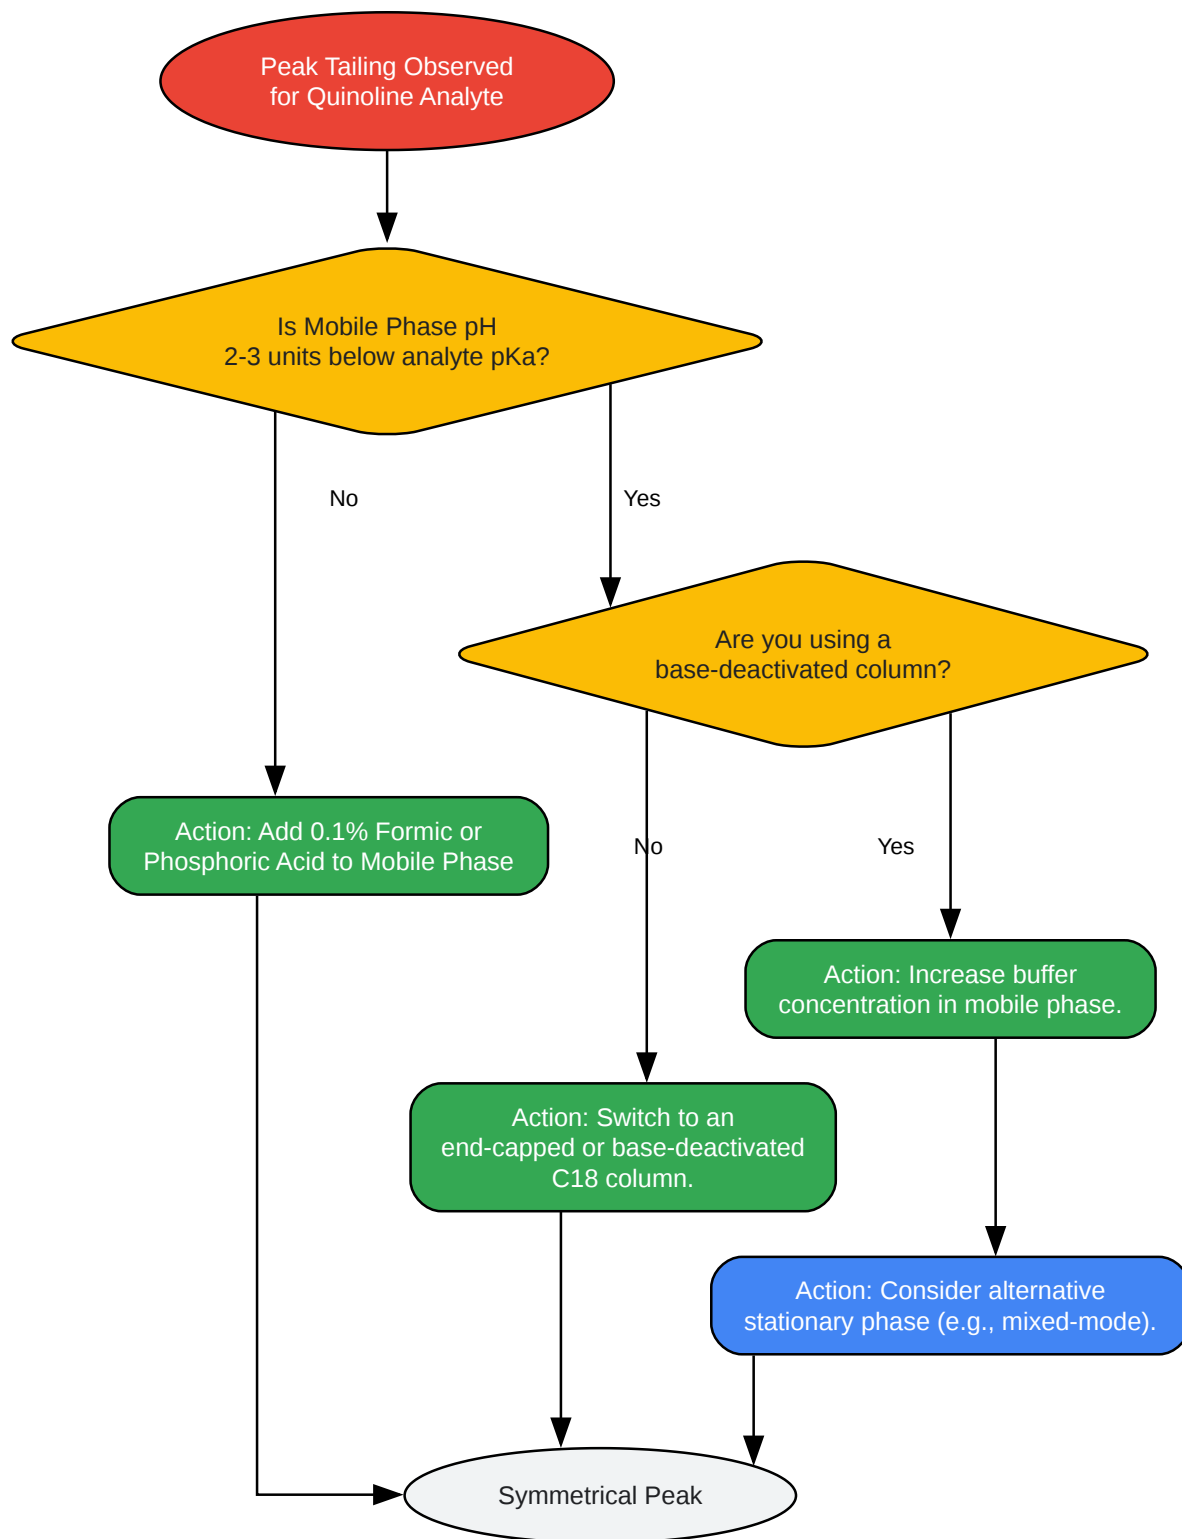 Peak Tailing Observed
for Quinoline Analyte
Is Mobile Phase pH
2-3 units below analyte pKa?
No
Yes
Are you using a
base-deactivated column?
Action: Add 0.1% Formic or
Phosphoric Acid to Mobile Phase
No
Yes
Action: Increase buffer
concentration in mobile phase.
Action: Switch to an
end-capped or base-deactivated
C18 column.
Action: Consider alternative
stationary phase (e.g., mixed-mode).
Symmetrical Peak